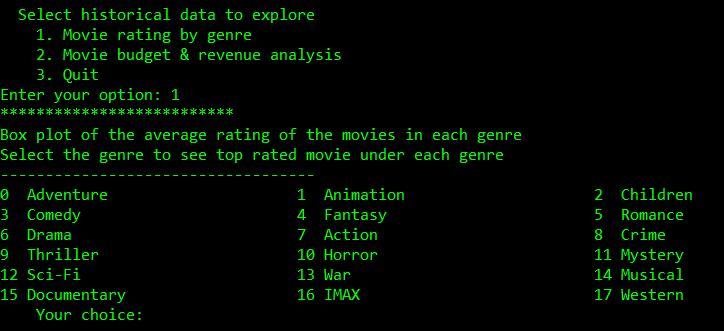 Select historical data to explore
1. Movie rating by genre
2. Movie budget & revenue analysis
3. Quit
Enter your option: 1
**************************
Box plot of the average rating of the movies in each genre
Select the genre to see top rated movie under each genre
-----------------------------------
0 Adventure 1 Animation 2 Children
3 Comedy 4 Fantasy 5 Romance
6 Drama 7 Action 8 Crime
9 Thriller 10 Horror 11 Mystery
12 Sci-Fi 13 War 14 Musical
15 Documentary 16 IMAX 17 Western
Your choice: